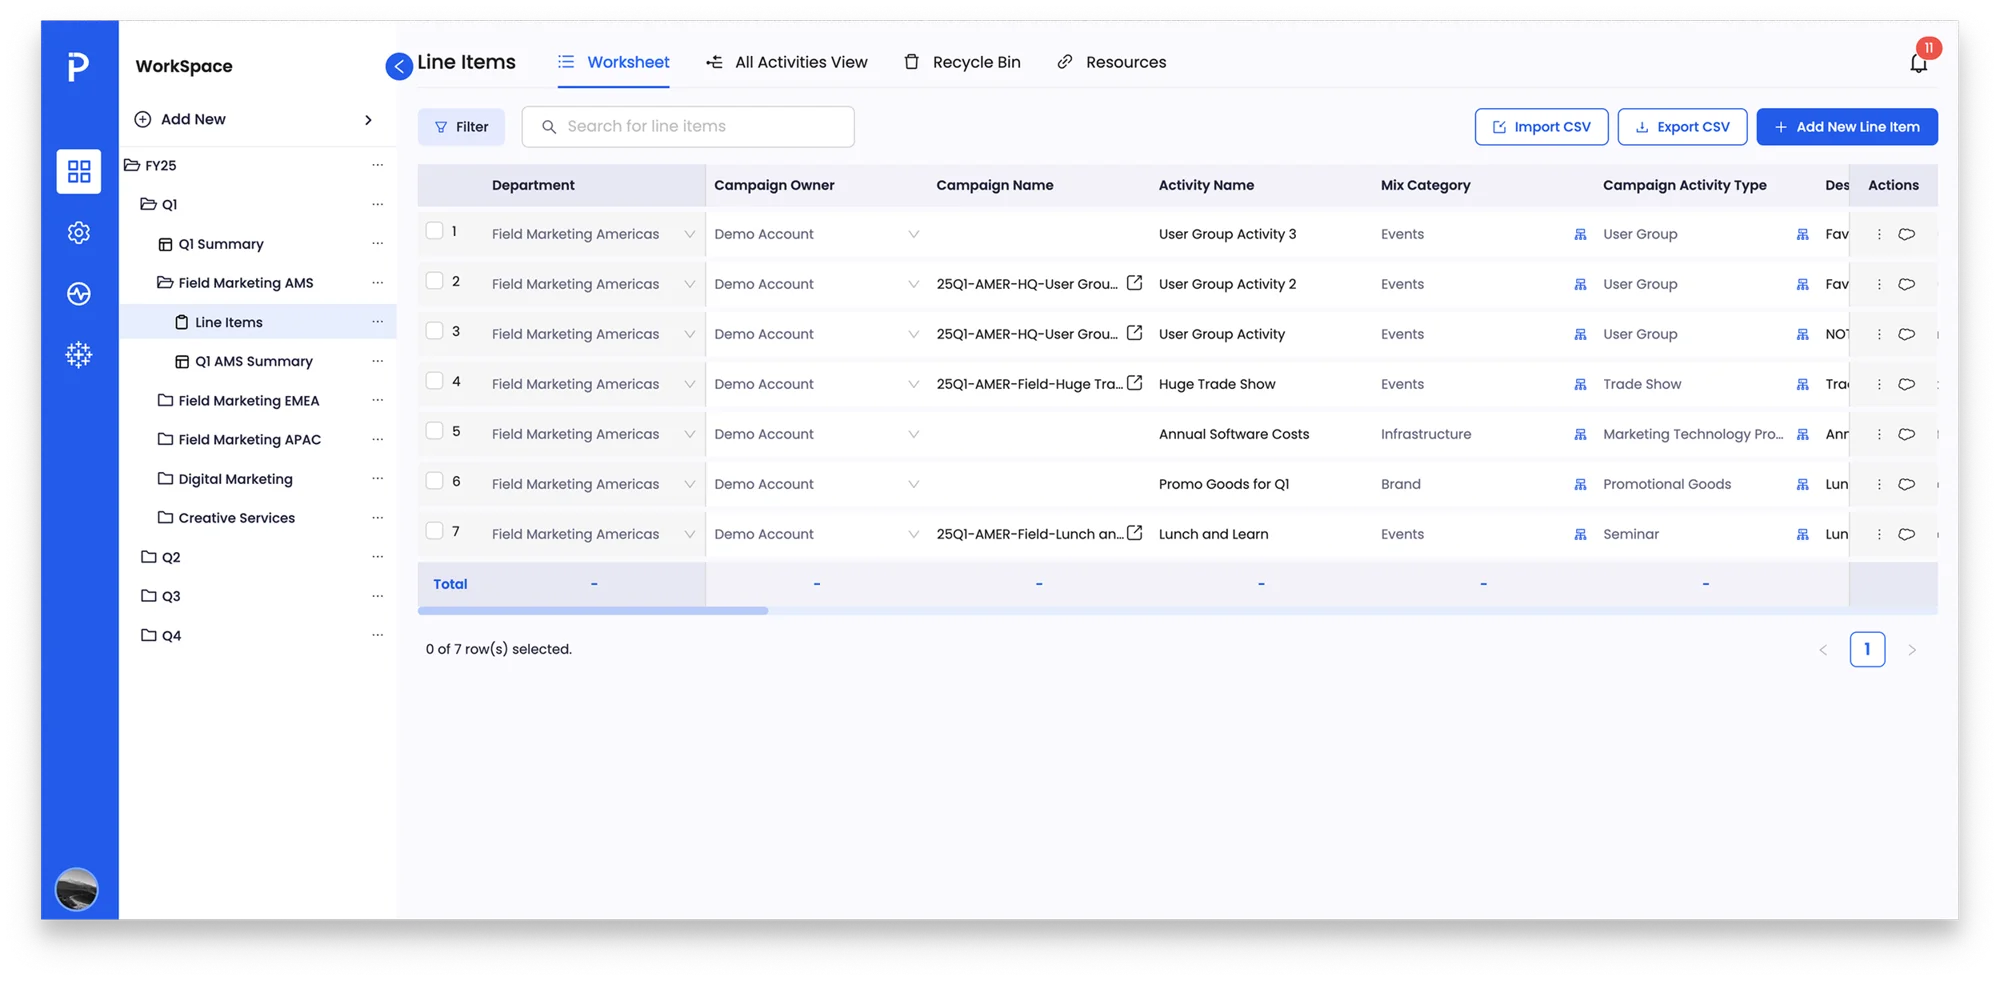 P
WorkSpace
Line Items
Worksheet
All Activities View
Recycle Bin
Resources
11
Add New
Filter
Search for line items
Import CSV
Export CSV
+ Add New Line Item
FY25
Q1
Q1 Summary
Field Marketing AMS
Line Items
Q1 AMS Summary
Field Marketing EMEA
Field Marketing APAC
Digital Marketing
Creative Services
Q2
Q3
Q4
Department Campaign Owner Campaign Name Activity Name Mix Category Campaign Activity Type Des Actions
1 Field Marketing Americas Demo Account User Group Activity 3 Events User Group Fav
2 Field Marketing Americas Demo Account 25Q1-AMER-HQ-User Grou... User Group Activity 2 Events User Group Fav
3 Field Marketing Americas Demo Account 25Q1-AMER-HQ-User Grou... User Group Activity Events User Group NOT
4 Field Marketing Americas Demo Account 25Q1-AMER-Field-Huge Tra... Huge Trade Show Events Trade Show Tra
5 Field Marketing Americas Demo Account Annual Software Costs Infrastructure Marketing Technology Pro... Ann
6 Field Marketing Americas Demo Account Promo Goods for Q1 Brand Promotional Goods Lun
7 Field Marketing Americas Demo Account 25Q1-AMER-Field-Lunch an... Lunch and Learn Events Seminar Lun
Total - - - - - -
0 of 7 row(s) selected.
1